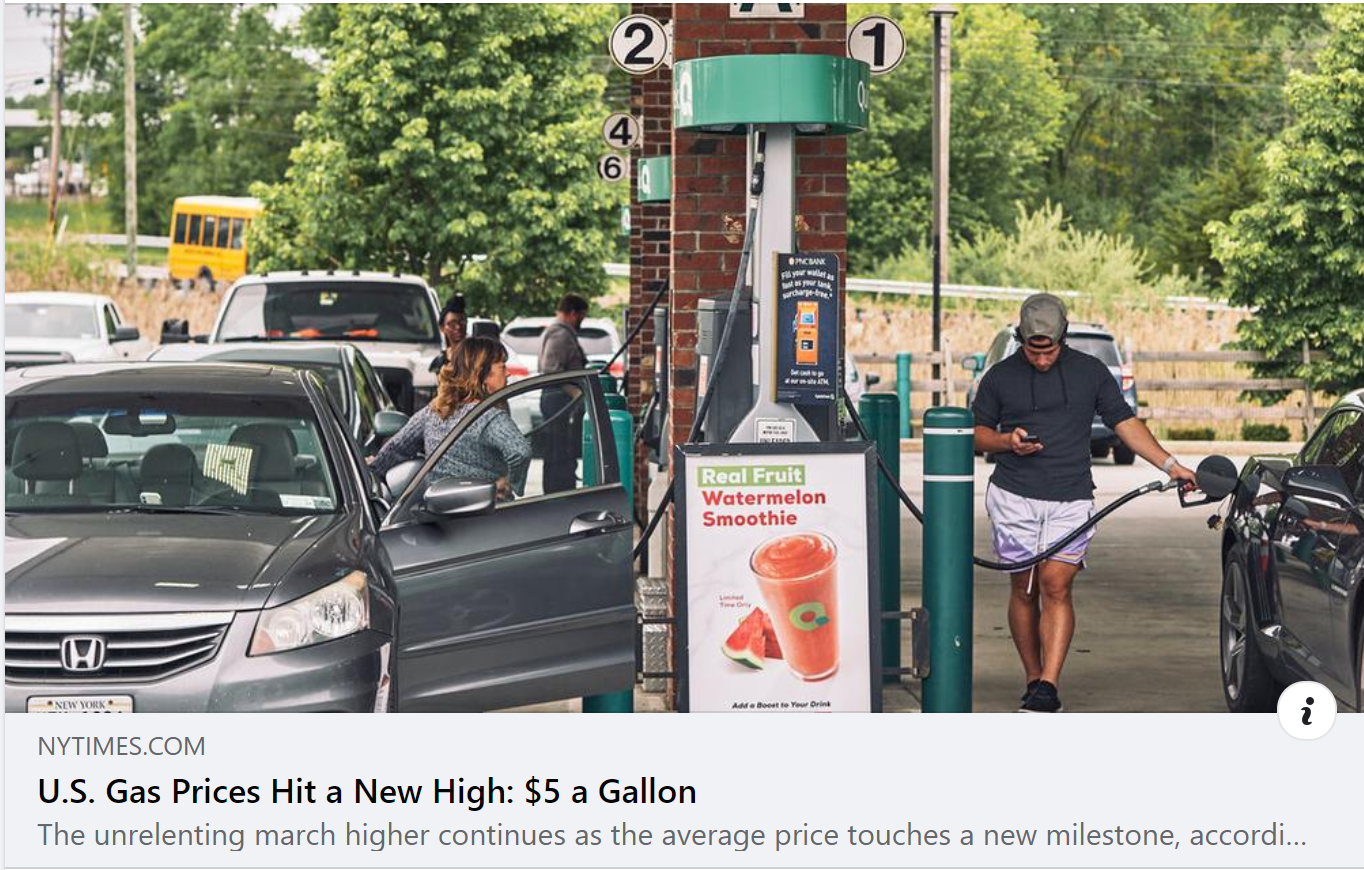 2
1
4
6
Q
Q
Q
PNC BANK
Fill your wallet as
fast as your tank,
surcharge-free.*
Get cash to go
at our on-site ATM.
UNLEADED
Real Fruit
Watermelon
Smoothie
Limited
Time Only
Add a Boost to Your Drink
NEW YORK
i
NYTIMES.COM
U.S. Gas Prices Hit a New High: $5 a Gallon
The unrelenting march higher continues as the average price touches a new milestone, accordi...